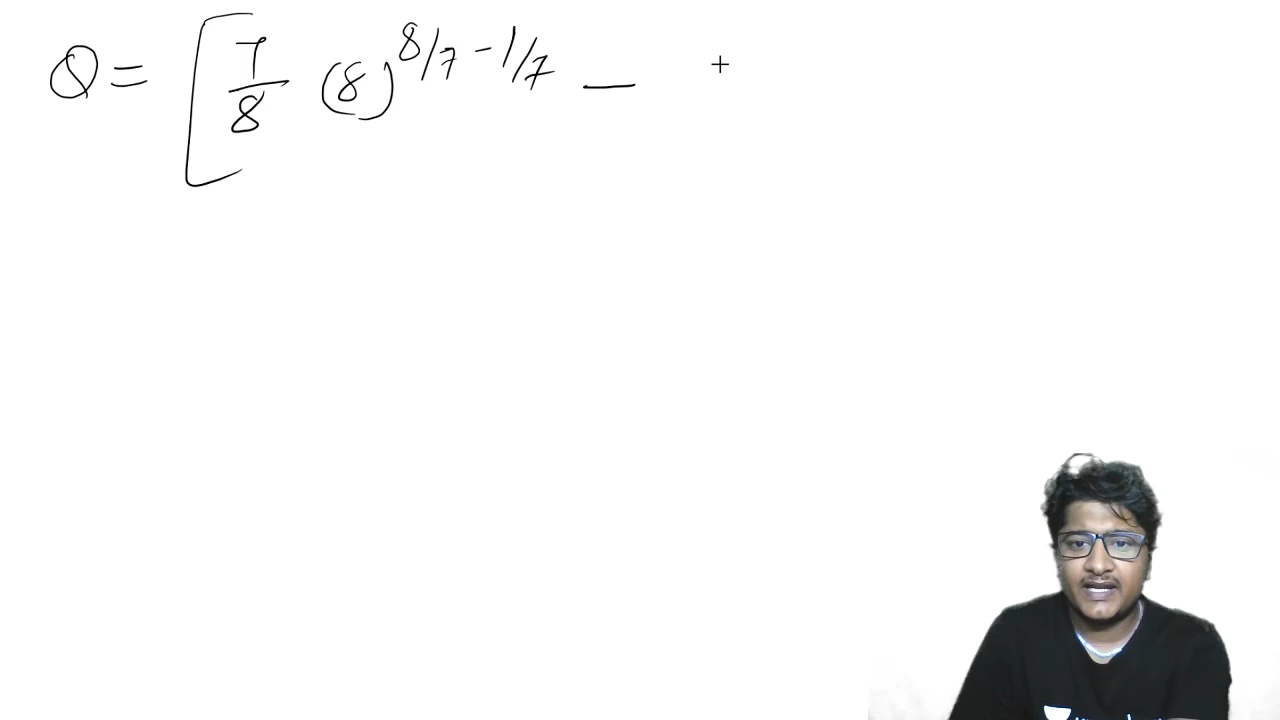 Q = [ 7/8 (8)^{8/7 - 1/7} -